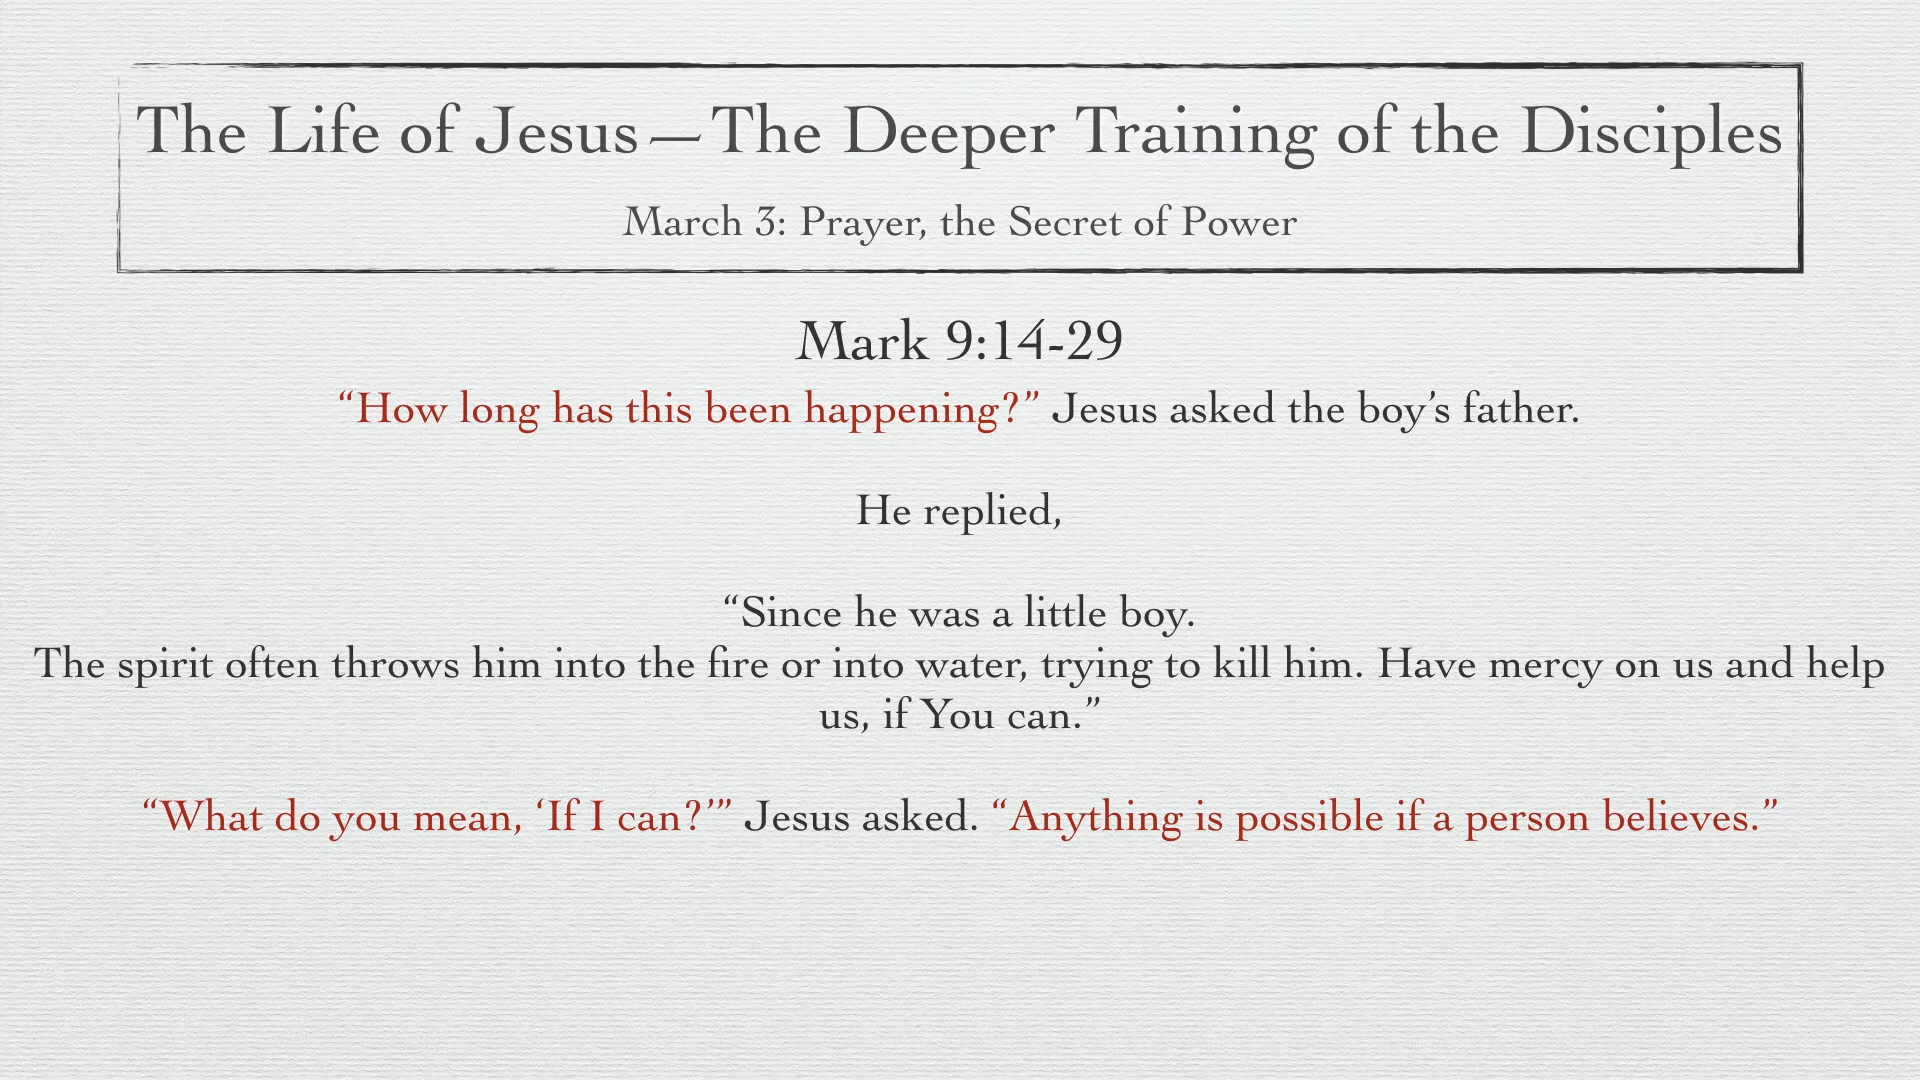 The Life of Jesus—The Deeper Training of the Disciples
March 3: Prayer, the Secret of Power
Mark 9:14-29
“How long has this been happening?” Jesus asked the boy’s father.
He replied,
“Since he was a little boy.
The spirit often throws him into the fire or into water, trying to kill him. Have mercy on us and help
us, if You can.”
“What do you mean, ‘If I can?’” Jesus asked. “Anything is possible if a person believes.”